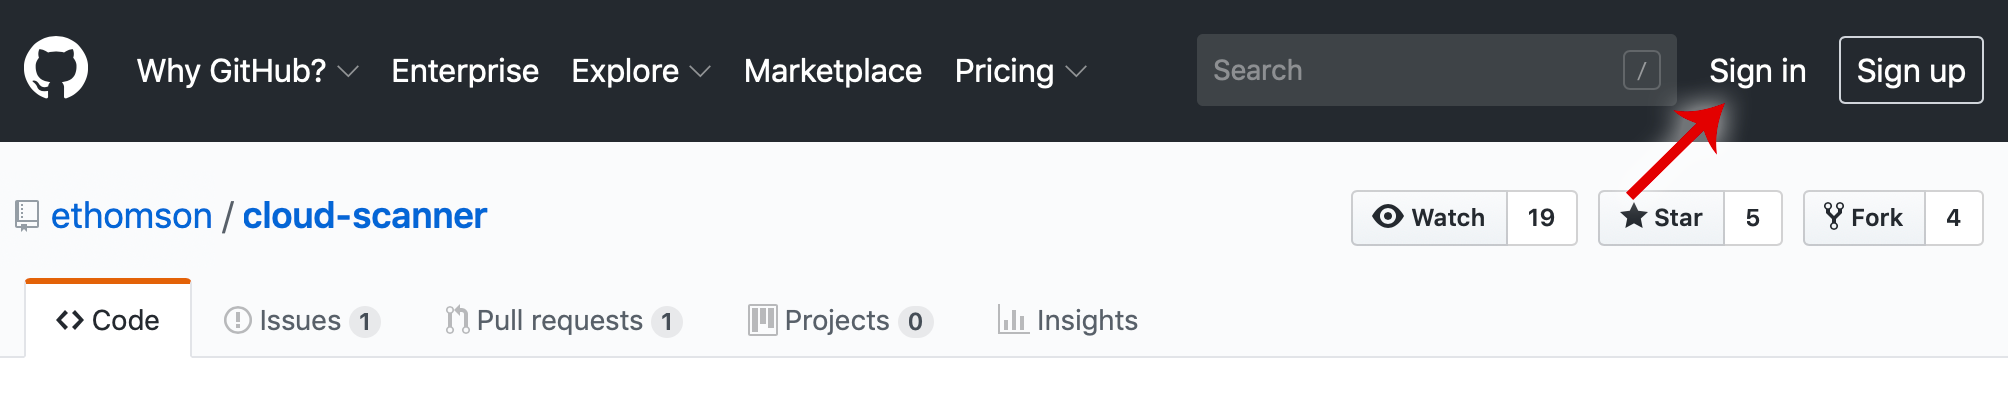 Why GitHub? Enterprise Explore Marketplace Pricing Search / Sign in Sign up
ethomson / cloud-scanner Watch 19 Star 5 Fork 4
Code Issues 1 Pull requests 1 Projects 0 Insights